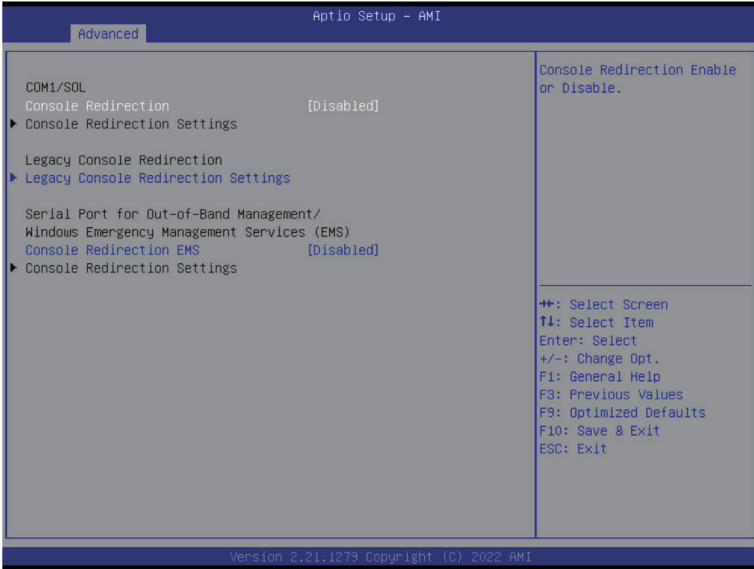 Aptio Setup – AMI
Advanced
COM1/SOL
Console Redirection [Disabled]
▶ Console Redirection Settings
Legacy Console Redirection
▶ Legacy Console Redirection Settings
Serial Port for Out-of-Band Management/
Windows Emergency Management Services (EMS)
Console Redirection EMS [Disabled]
▶ Console Redirection Settings
Console Redirection Enable
or Disable.
→←: Select Screen
↑↓: Select Item
Enter: Select
+/-: Change Opt.
F1: General Help
F3: Previous Values
F9: Optimized Defaults
F10: Save & Exit
ESC: Exit
Version 2.21.1279 Copyright (C) 2022 AMI